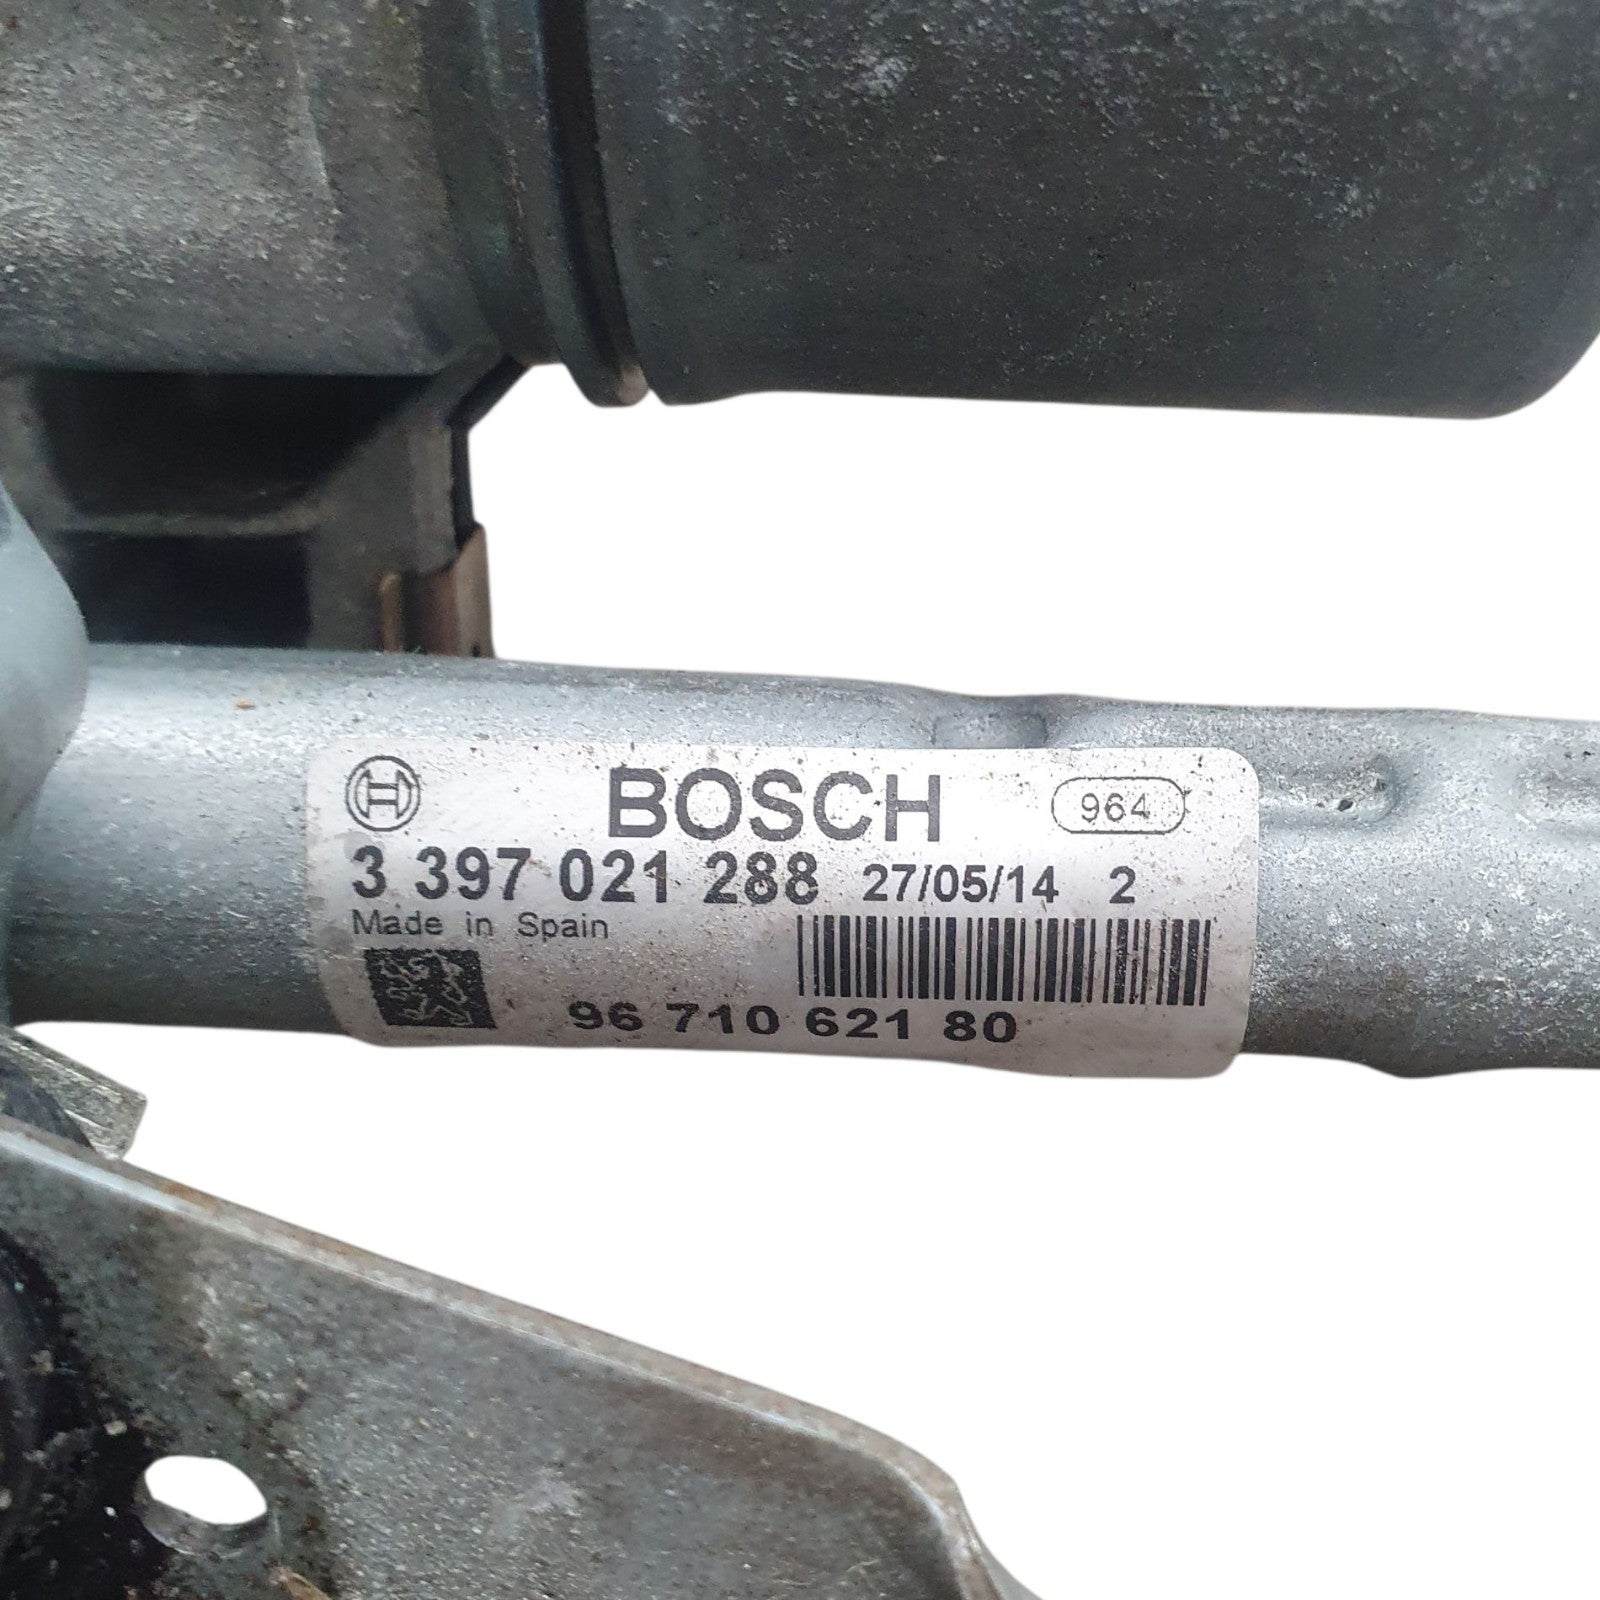 BOSCH 964
3 397 021 288 27/05/14 2
Made in Spain
96 710 621 80